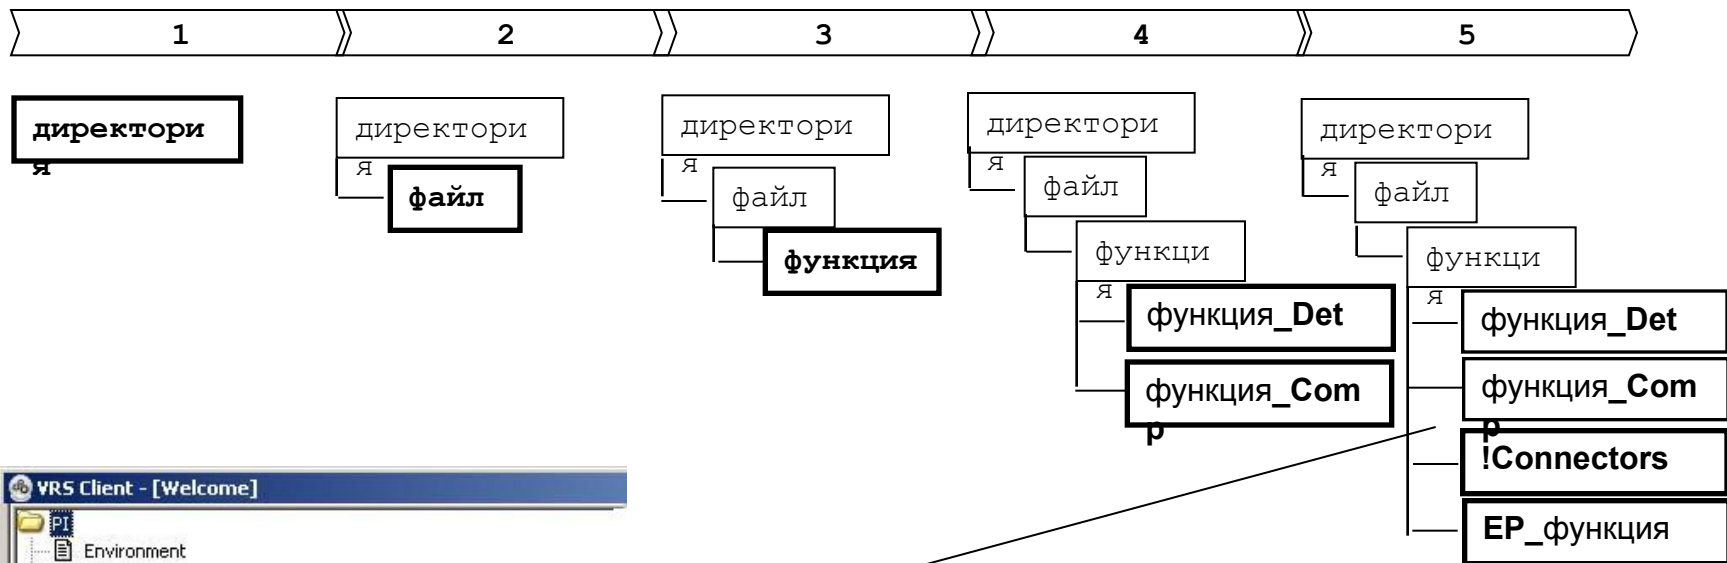 1 2 3 4 5
директори
я
директори
я
файл
директори
я
файл
функция
директори
я
файл
функци
я
функция_Det
функция_Com
p
директори
я
файл
функци
я
функция_Det
функция_Com
p
!Connectors
EP_функция
VRS Client - [Welcome]
PI
Environment